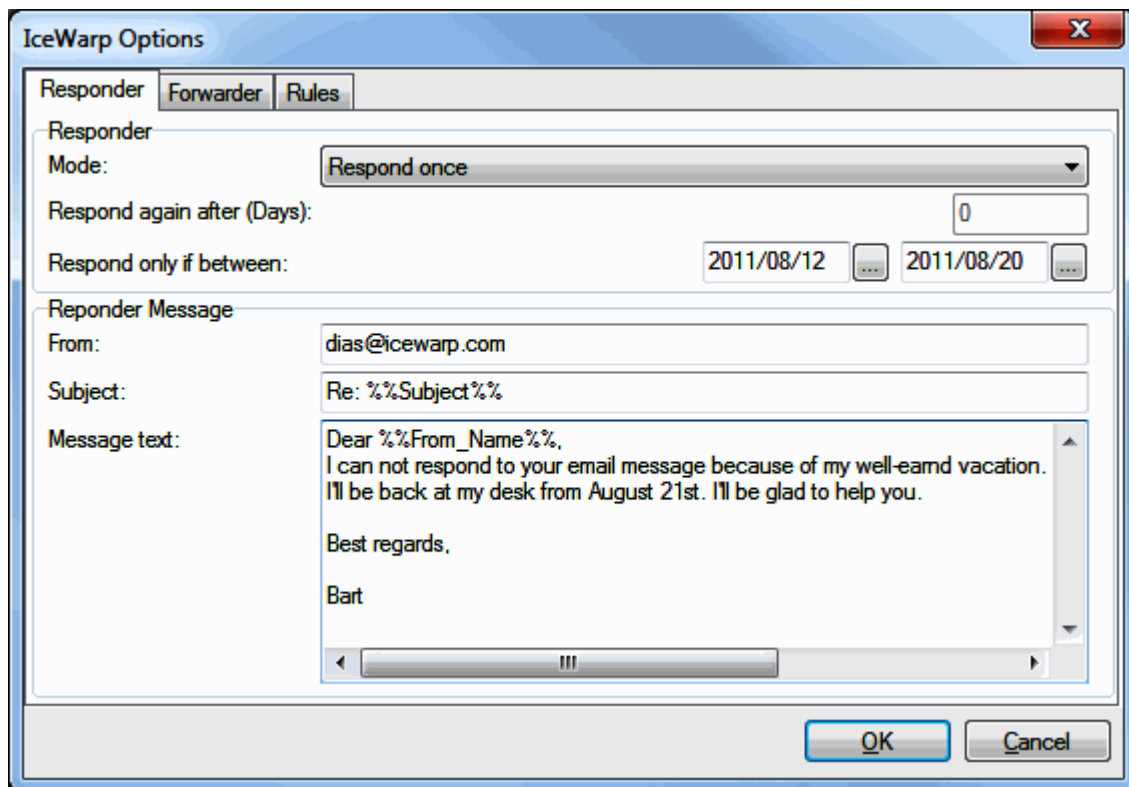 IceWarp Options
Responder Forwarder Rules
Responder
Mode: Respond once
Respond again after (Days): 0
Respond only if between: 2011/08/12 ... 2011/08/20 ...
Reponder Message
From: dias@icewarp.com
Subject: Re: %%Subject%%
Message text: Dear %%From_Name%%,
I can not respond to your email message because of my well-earnd vacation.
I'll be back at my desk from August 21st. I'll be glad to help you.
Best regards,
Bart
OK Cancel